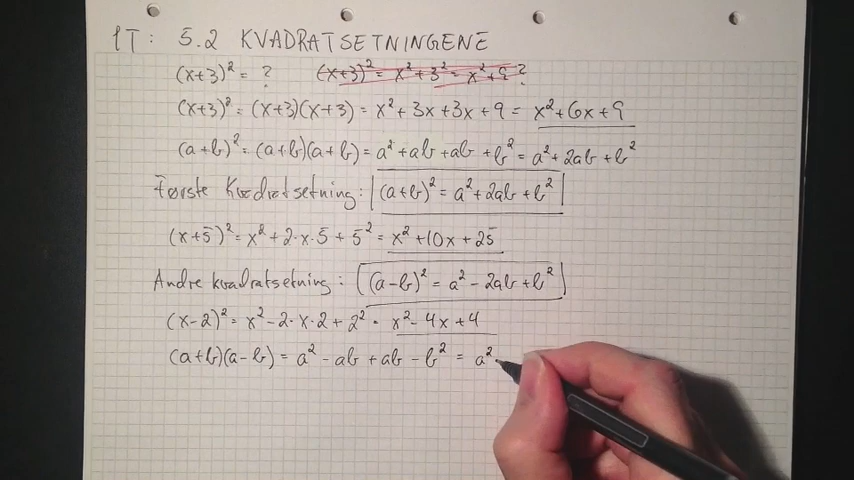 1T: 5.2 KVADRATSETNINGENE
(x+3)² = ? (x+3)² = x² + 3² = x² + 9 ?
(x+3)² = (x+3)(x+3) = x² + 3x + 3x + 9 = x² + 6x + 9
(a+b)² = (a+b)(a+b) = a² + ab + ab + b² = a² + 2ab + b²
Første kvadratsetning: (a+b)² = a² + 2ab + b²
(x+5)² = x² + 2·x·5 + 5² = x² + 10x + 25
Andre kvadratsetning: (a-b)² = a² - 2ab + b²
(x-2)² = x² - 2·x·2 + 2² = x² - 4x + 4
(a+b)(a-b) = a² - ab + ab - b² = a²